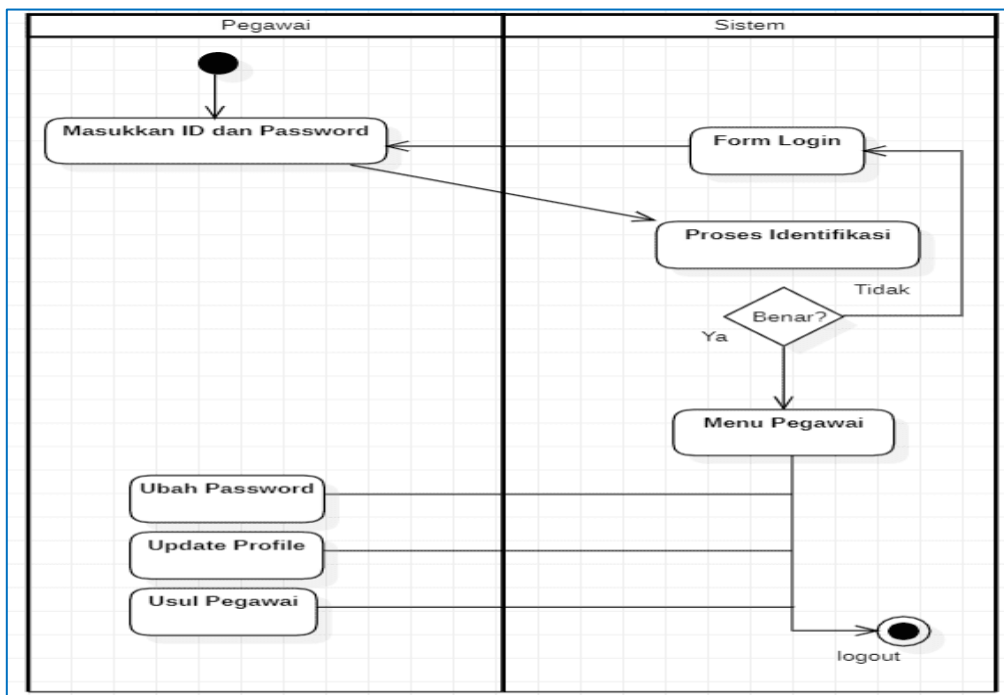 Pegawai
Sistem
Masukkan ID dan Password
Form Login
Proses Identifikasi
Tidak
Benar?
Ya
Menu Pegawai
Ubah Password
Update Profile
Usul Pegawai
logout